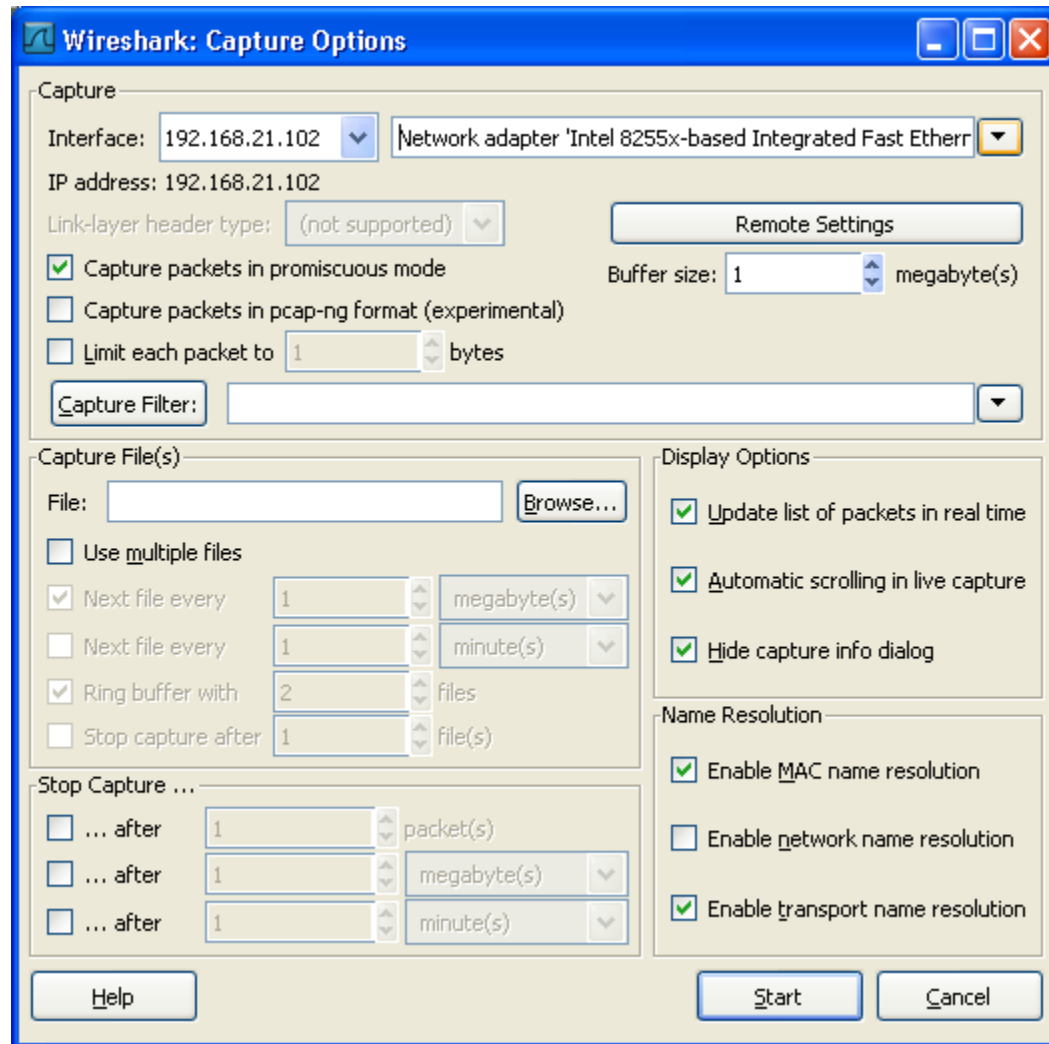 Wireshark: Capture Options
Capture
Interface: 192.168.21.102 Network adapter 'Intel 8255x-based Integrated Fast Ethern
IP address: 192.168.21.102
Link-layer header type: (not supported) Remote Settings
Capture packets in promiscuous mode Buffer size: 1 megabyte(s)
Capture packets in pcap-ng format (experimental)
Limit each packet to 1 bytes
Capture Filter:
Capture File(s)
File: Browse...
Use multiple files
Next file every 1 megabyte(s)
Next file every 1 minute(s)
Ring buffer with 2 files
Stop capture after 1 file(s)
Stop Capture ...
... after 1 packet(s)
... after 1 megabyte(s)
... after 1 minute(s)
Display Options
Update list of packets in real time
Automatic scrolling in live capture
Hide capture info dialog
Name Resolution
Enable MAC name resolution
Enable network name resolution
Enable transport name resolution
Help Start Cancel